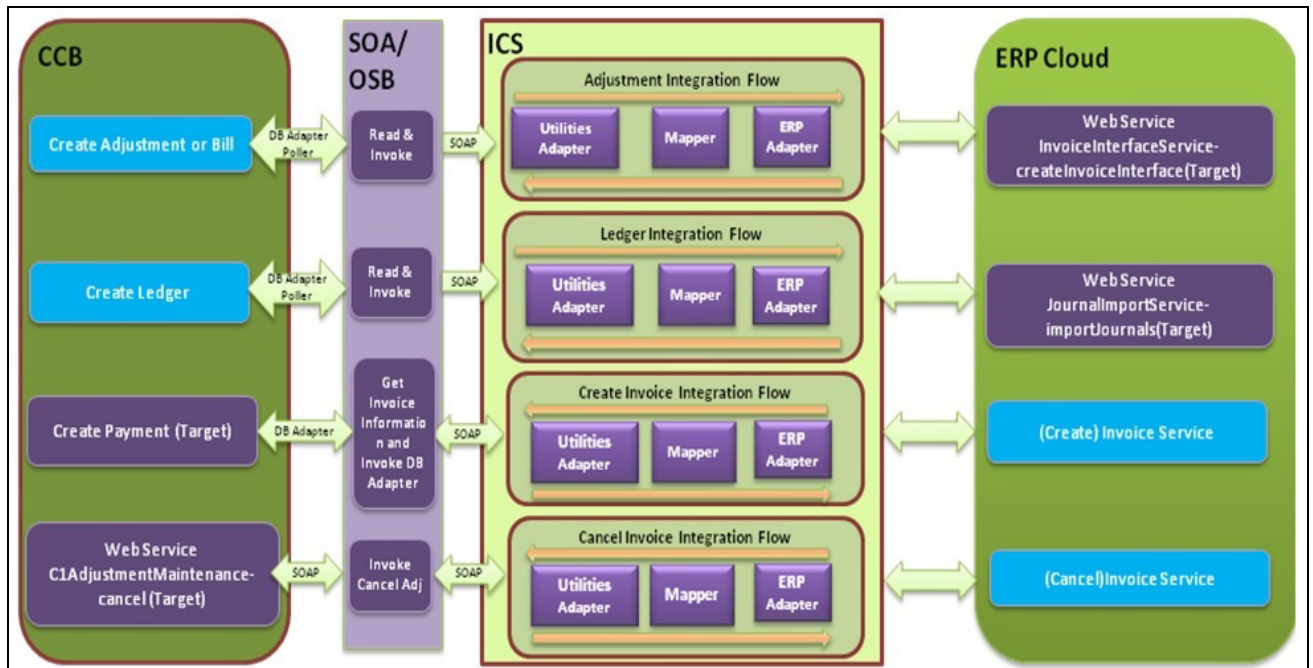 CCB
SOA/
OSB
ICS
ERP Cloud
Create Adjustment or Bill
DB Adapter
Poller
Read &
Invoke
SOAP
Adjustment Integration Flow
Utilities
Adapter
Mapper
ERP
Adapter
Web Service
InvoiceInterfaceService-
createInvoiceInterface(Target)
Create Ledger
DB Adapter
Poller
Read &
Invoke
SOAP
Ledger Integration Flow
Utilities
Adapter
Mapper
ERP
Adapter
Web Service
JournalImportService-
importJournals(Target)
Create Payment (Target)
DB Adapter
Get
Invoice
Informatio
n and
Invoke DB
Adapter
SOAP
Create Invoice Integration Flow
Utilities
Adapter
Mapper
ERP
Adapter
(Create) Invoice Service
Web Service
C1AdjustmentMaintenance-
cancel (Target)
SOAP
Invoke
Cancel Adj
SOAP
Cancel Invoice Integration Flow
Utilities
Adapter
Mapper
ERP
Adapter
(Cancel)Invoice Service